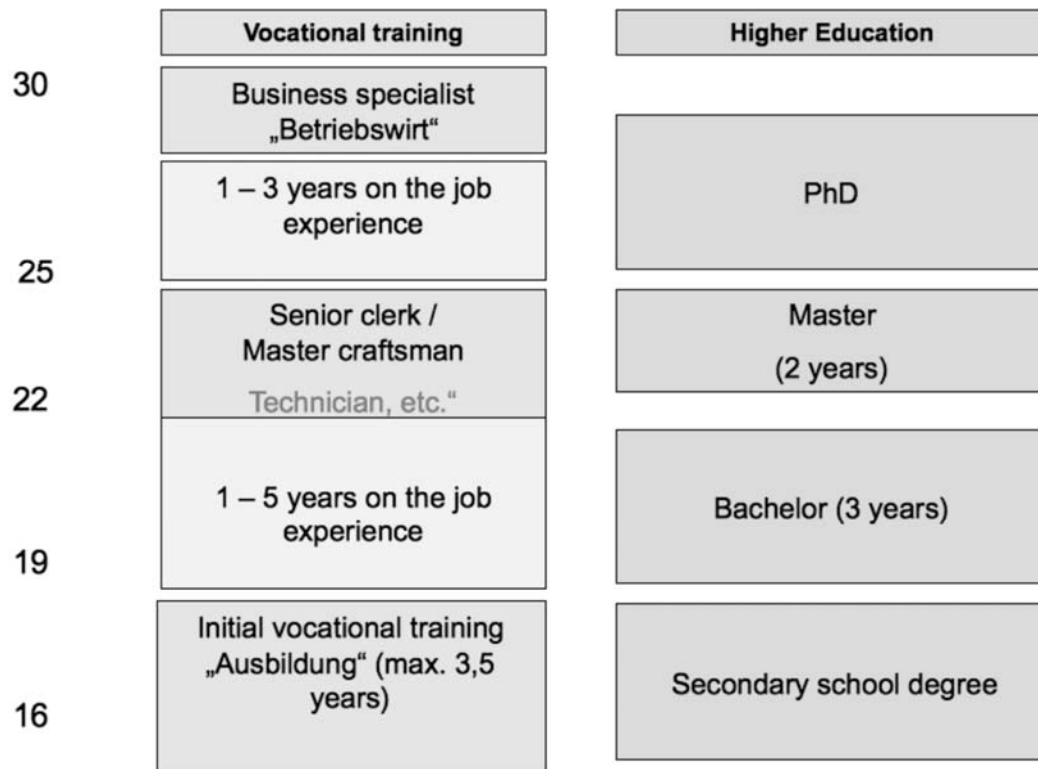 Vocational training
Higher Education
30
Business specialist
„Betriebswirt“
PhD
1 – 3 years on the job
experience
25
Senior clerk /
Master craftsman
Technician, etc.“
Master
(2 years)
22
1 – 5 years on the job
experience
Bachelor (3 years)
19
Initial vocational training
„Ausbildung“ (max. 3,5
years)
Secondary school degree
16